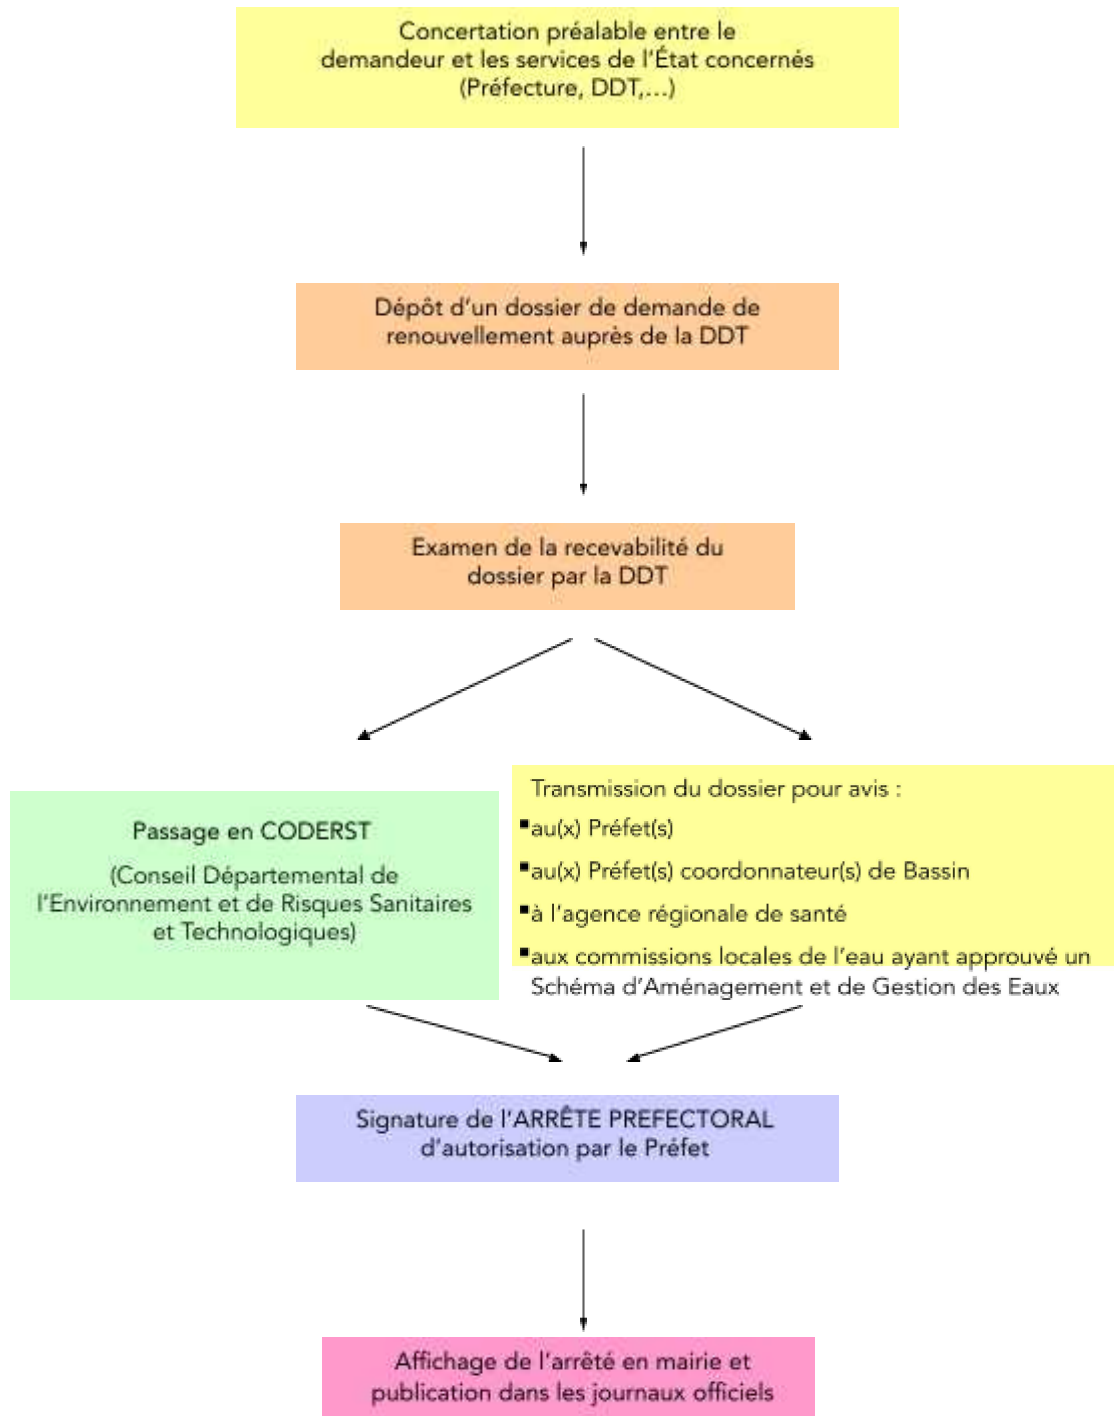 Concertation préalable entre le
demandeur et les services de l'État concernés
(Préfecture, DDT,...)
Dépôt d'un dossier de demande de
renouvellement auprès de la DDT
Examen de la recevabilité du
dossier par la DDT
Passage en CODERST
(Conseil Départemental de
l'Environnement et de Risques Sanitaires
et Technologiques)
Transmission du dossier pour avis :
▪au(x) Préfet(s)
▪au(x) Préfet(s) coordonnateur(s) de Bassin
▪à l'agence régionale de santé
▪aux commissions locales de l'eau ayant approuvé un
Schéma d'Aménagement et de Gestion des Eaux
Signature de l'ARRÊTE PREFECTORAL
d'autorisation par le Préfet
Affichage de l'arrêté en mairie et
publication dans les journaux officiels